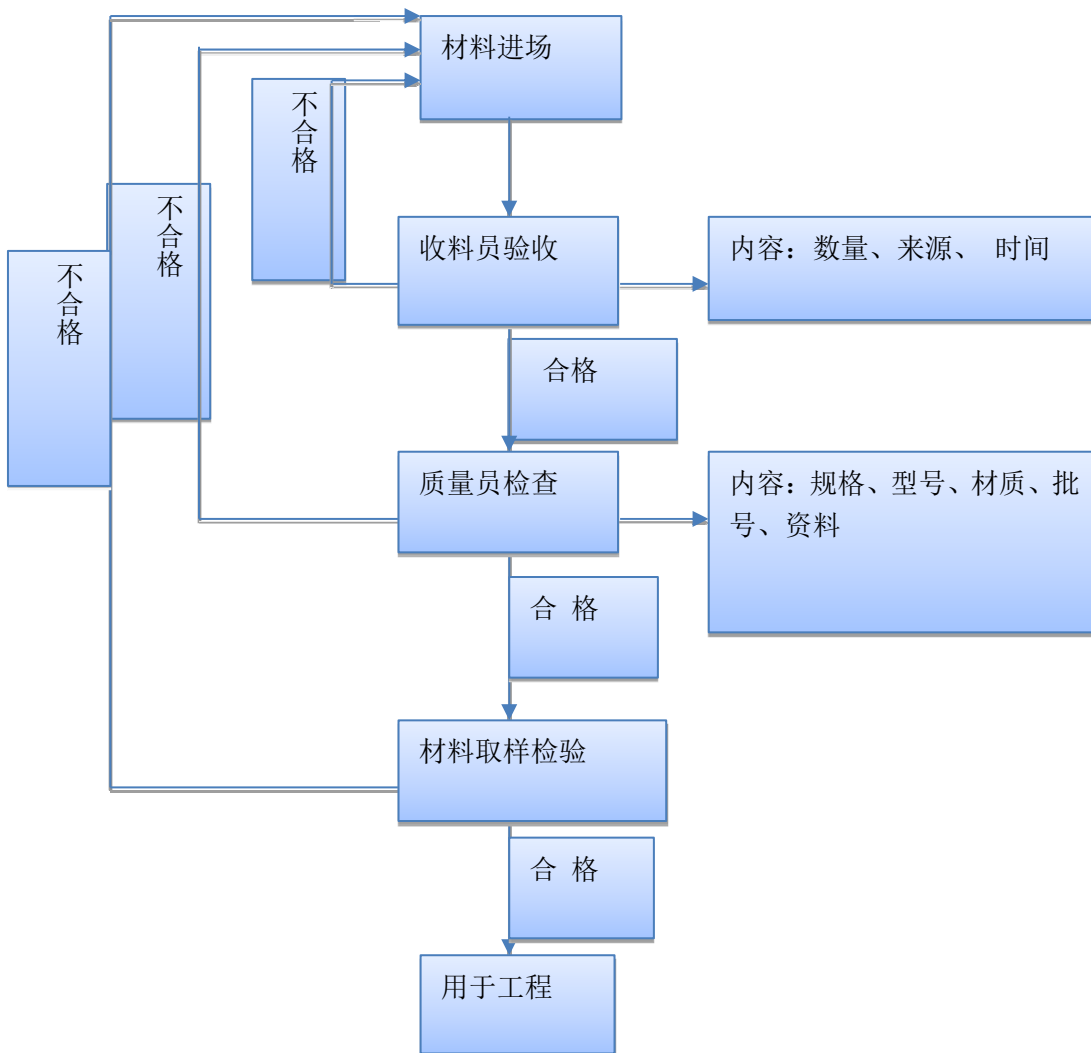 材料进场
不合格
不合格
不合格
收料员验收
内容：数量、来源、 时间
合格
质量员检查
内容：规格、型号、材质、批
号、资料
合 格
材料取样检验
合 格
用于工程